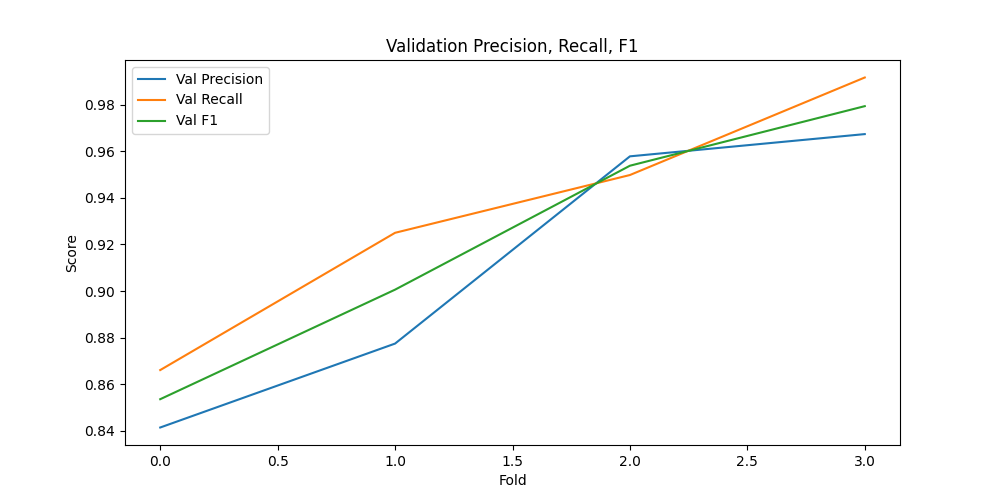 Validation Precision, Recall, F1
Val Precision
Val Recall
Val F1
0.98
0.96
0.94
0.92
0.90
0.88
0.86
0.84
Score
0.0 0.5 1.0 1.5 2.0 2.5 3.0
Fold